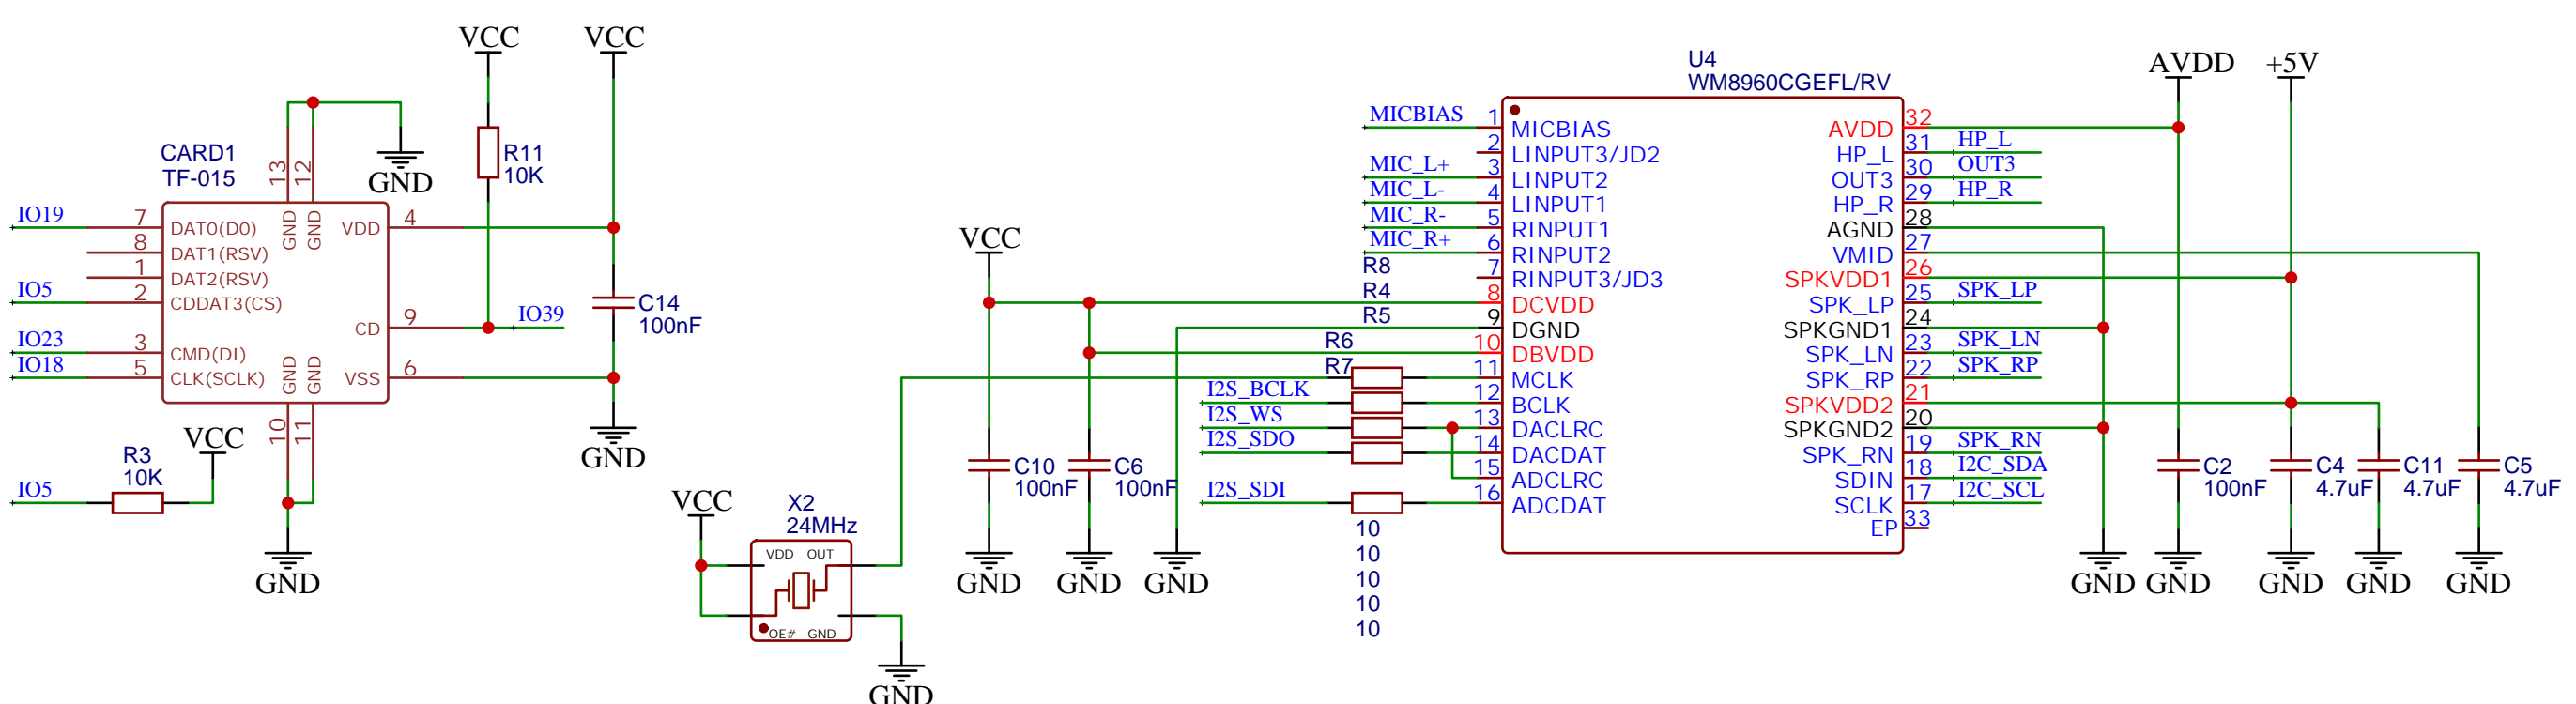 VCC
VCC
CARD1
TF-015
13
12
GND
R11
10K
IO19
7
DAT0(D0)
GND
GND
VDD
4
8
DAT1(RSV)
1
DAT2(RSV)
IO5
2
CDDAT3(CS)
CD
9
IO39
C14
100nF
IO23
3
CMD(DI)
IO18
5
CLK(SCLK)
GND
GND
VSS
6
10
11
GND
R3
10K
VCC
IO5
GND
VCC
X2
24MHz
VDD
OUT
OE#
GND
GND
VCC
C10
100nF
C6
100nF
GND
GND
GND
U4
WM8960CGEFL/RV
MICBIAS
1
MICBIAS
2
LINPUT3/JD2
MIC_L+
3
LINPUT2
MIC_L-
4
LINPUT1
MIC_R-
5
RINPUT1
MIC_R+
6
RINPUT2
R8
7
RINPUT3/JD3
R4
8
DCVDD
R5
9
DGND
R6
10
DBVDD
R7
11
MCLK
I2S_BCLK
12
BCLK
I2S_WS
13
DACLRC
I2S_SDO
14
DACDAT
15
ADCLRC
I2S_SDI
16
ADCDAT
10
10
10
10
10
AVDD
32
HP_L
31
HP_L
OUT3
30
OUT3
HP_R
29
HP_R
AGND
28
VMID
27
SPKVDD1
26
SPK_LP
25
SPK_LP
SPKGND1
24
SPK_LN
23
SPK_LN
SPK_RP
22
SPK_RP
SPKVDD2
21
SPKGND2
20
SPK_RN
19
SPK_RN
SDIN
18
I2C_SDA
SCLK
17
I2C_SCL
EP
33
AVDD
+5V
C2
100nF
C4
4.7uF
C11
4.7uF
C5
4.7uF
GND
GND
GND
GND
GND